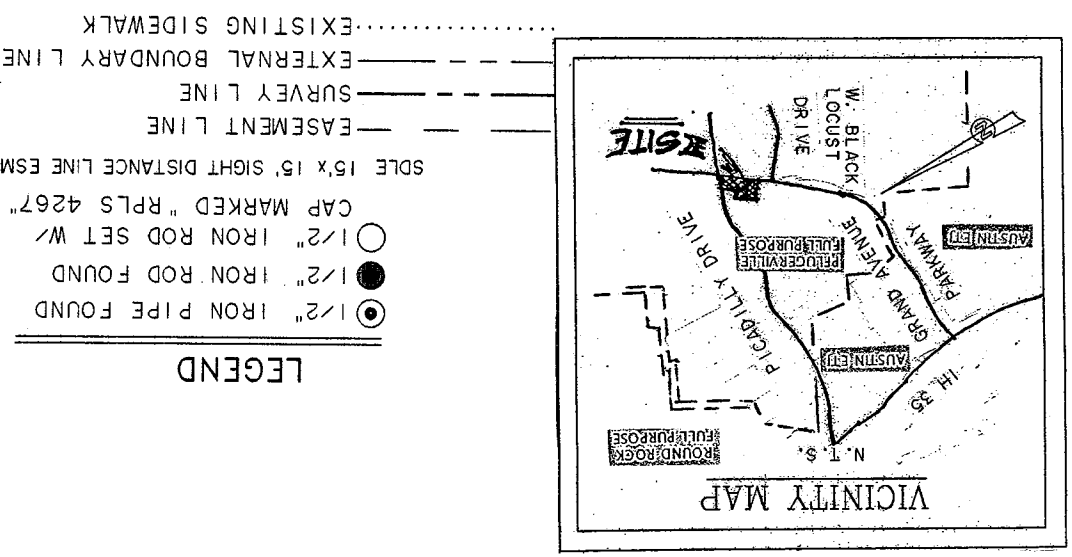 VICINITY MAP
N.T.S.
ROUND ROCK
FULL PURPOSE
IH 35
AUSTIN ETJ
PICADILLY DRIVE
GRAND AVENUE
PARKWAY
AUSTIN ETJ
PFLUGERVILLE
FULL PURPOSE
W. BLACK
LOCUST
DRIVE
SITE
LEGEND
1/2" IRON PIPE FOUND
1/2" IRON ROD FOUND
1/2" IRON ROD SET W/
CAP MARKED "RPLS 4267"
SDLE 15'x 15' SIGHT DISTANCE LINE ESM
EASEMENT LINE
SURVEY LINE
EXTERNAL BOUNDARY LINE
EXISTING SIDEWALK